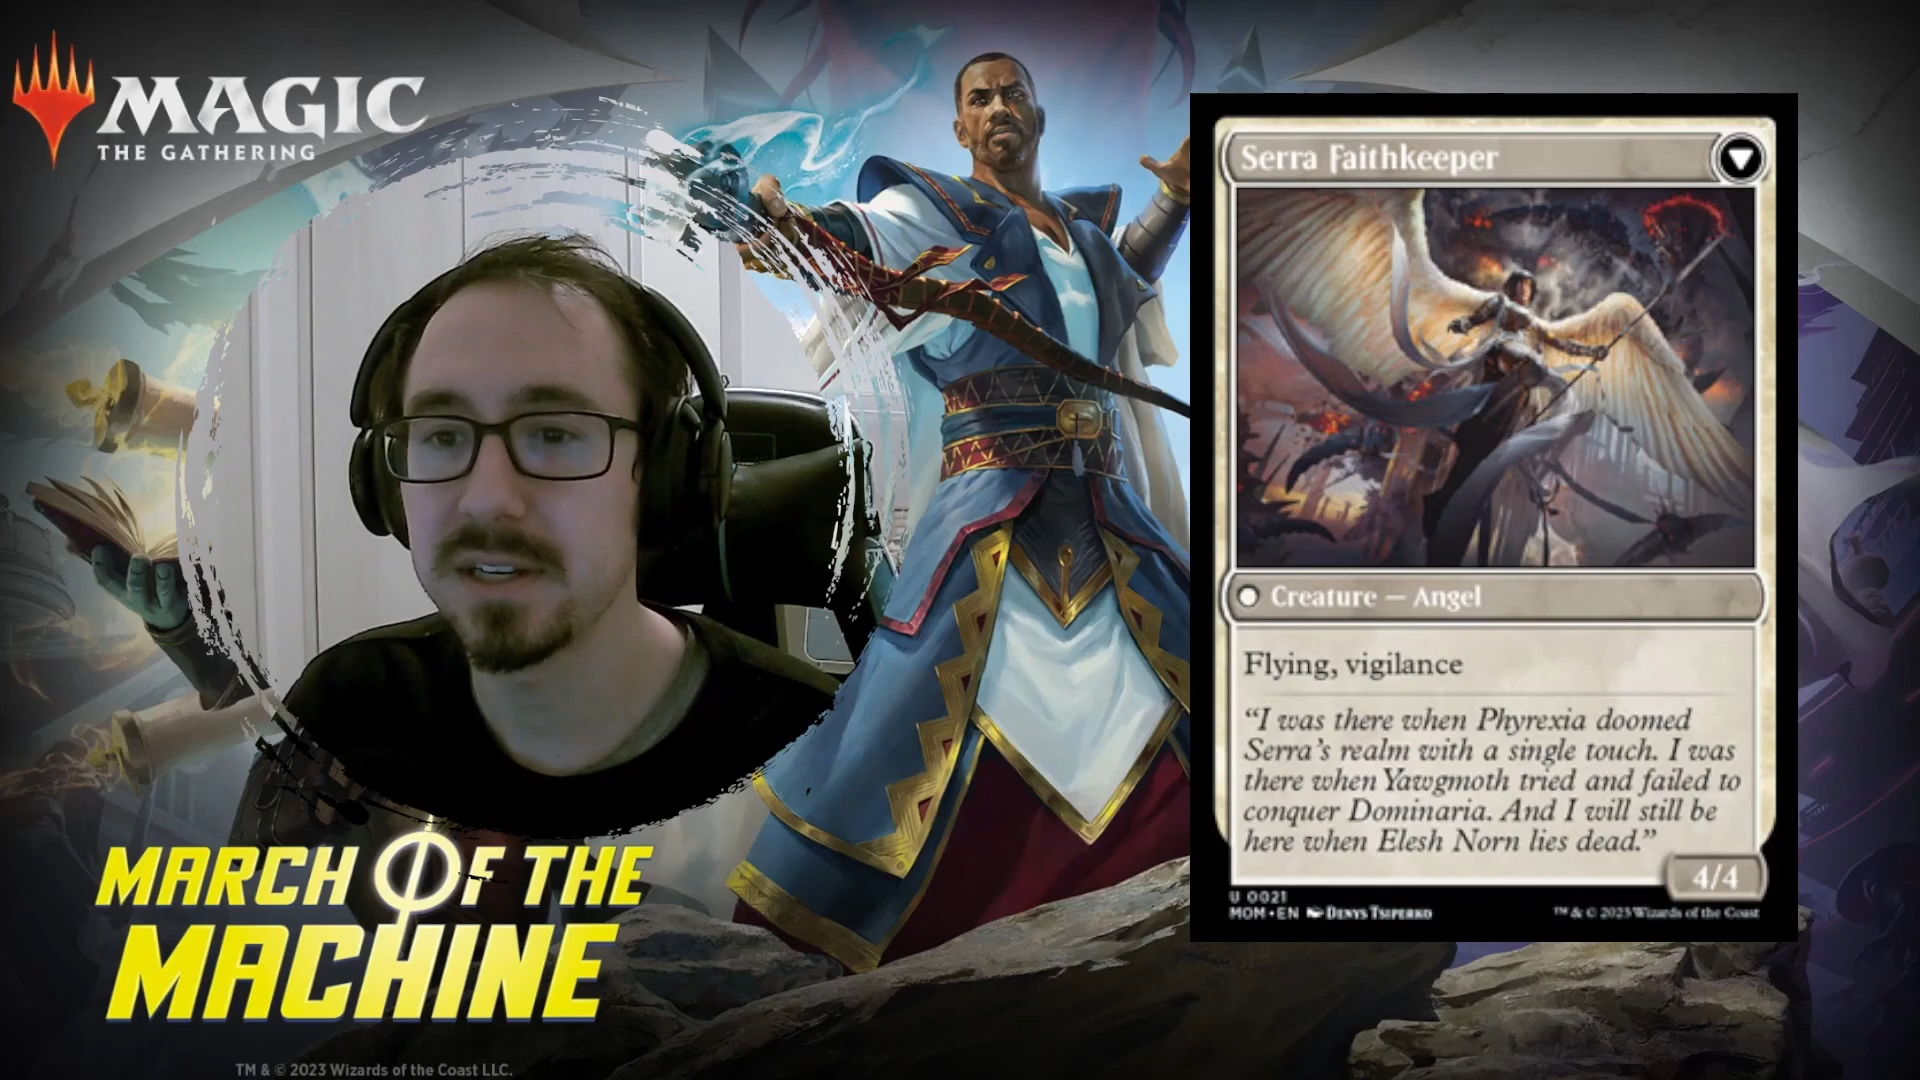 MAGIC
THE GATHERING
MARCH OF THE
MACHINE
TM & © 2023 Wizards of the Coast LLC.
Serra Faithkeeper
Creature — Angel
Flying, vigilance
“I was there when Phyrexia doomed
Serra’s realm with a single touch. I was
there when Yawgmoth tried and failed to
conquer Dominaria. And I will still be
here when Elesh Norn lies dead.”
4/4
U 0021
MOM • EN Denys Tsiperko
™ & © 2023 Wizards of the Coast